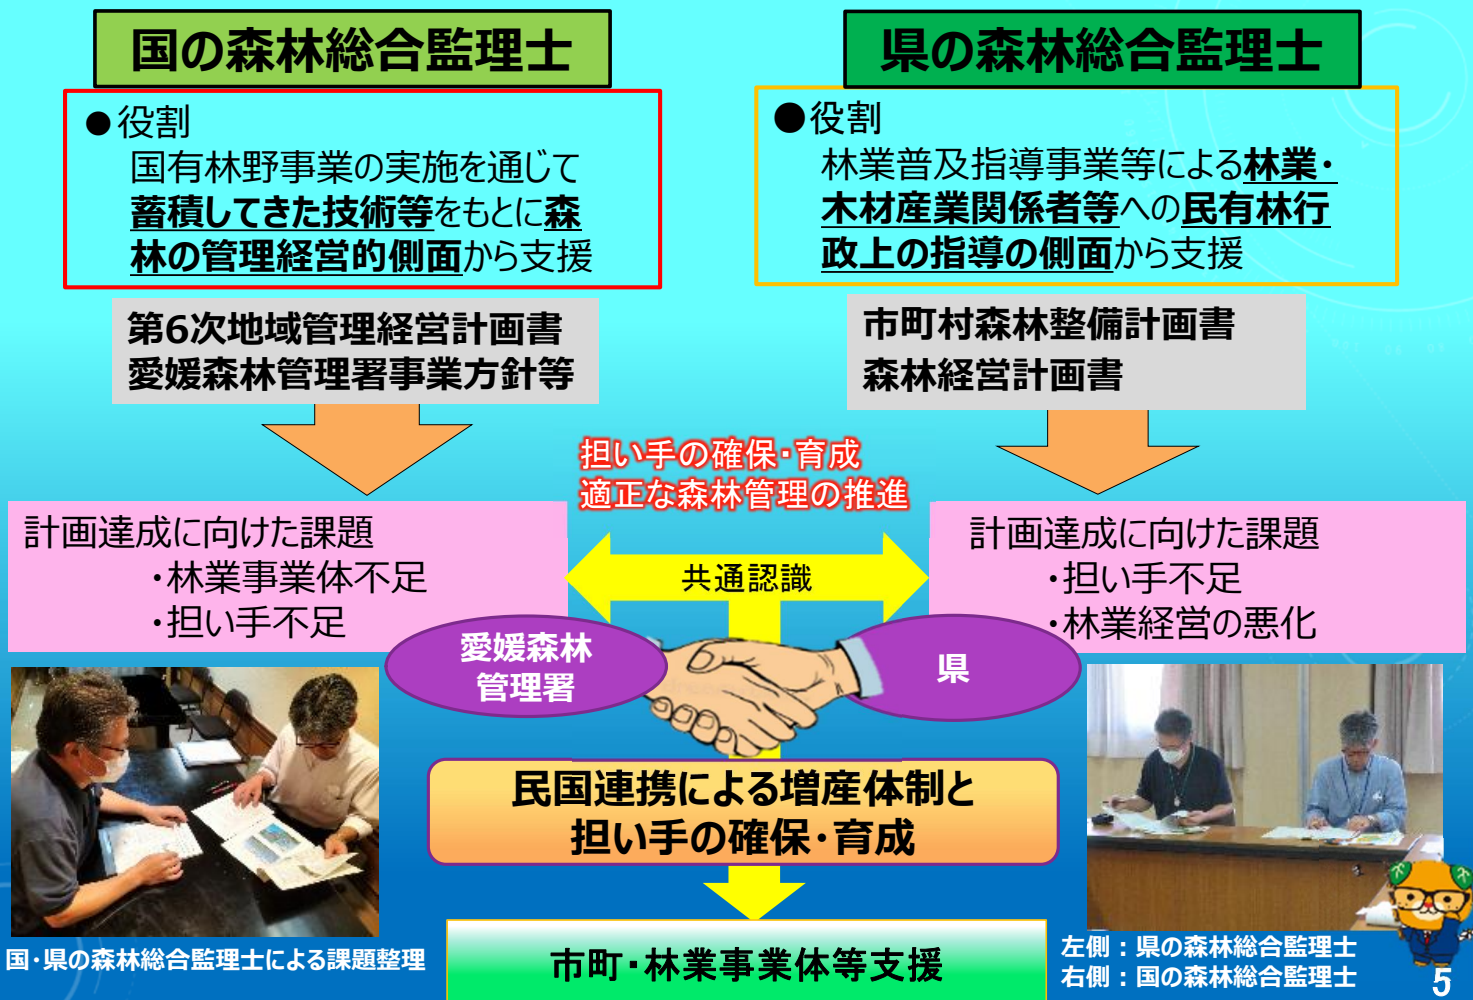 国の森林総合監理士
●役割
国有林野事業の実施を通じて
蓄積してきた技術等をもとに森
林の管理経営的側面から支援
第6次地域管理経営計画書
愛媛森林管理署事業方針等
県の森林総合監理士
●役割
林業普及指導事業等による林業・
木材産業関係者等への民有林行
政上の指導の側面から支援
市町村森林整備計画書
森林経営計画書
担い手の確保・育成
適正な森林管理の推進
計画達成に向けた課題
・林業事業体不足
・担い手不足
共通認識
計画達成に向けた課題
・担い手不足
・林業経営の悪化
愛媛森林
管理署
県
民国連携による増産体制と
担い手の確保・育成
市町・林業事業体等支援
国・県の森林総合監理士による課題整理
左側：県の森林総合監理士
右側：国の森林総合監理士
5